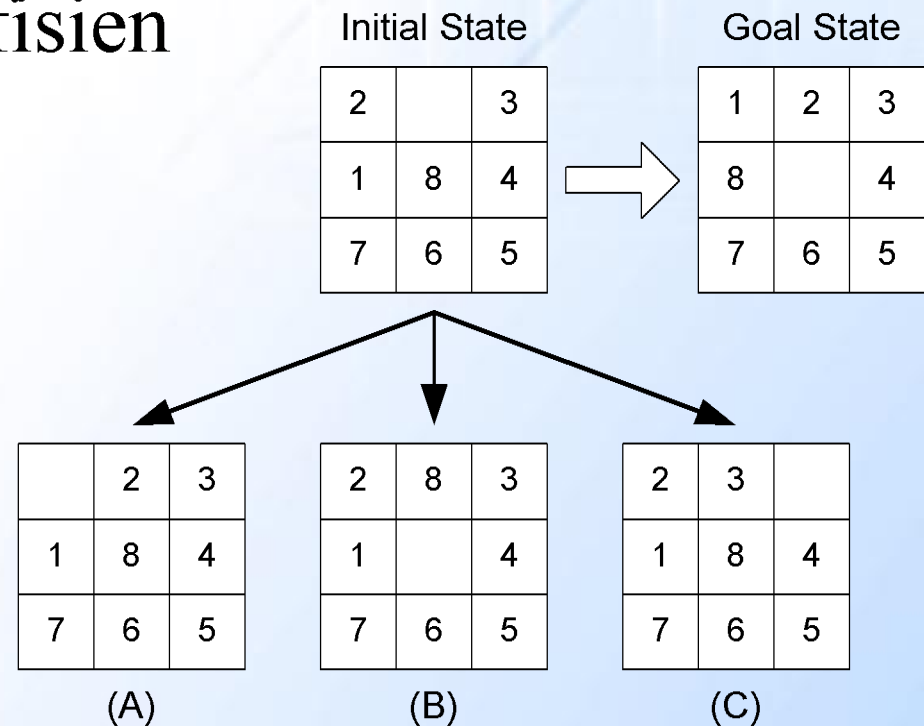 Initial State Goal State
2 3 1 2 3
1 8 4 8 4
7 6 5 7 6 5
2 3 2 8 3 2 3
1 8 4 1 4 1 8 4
7 6 5 7 6 5 7 6 5
(A) (B) (C)